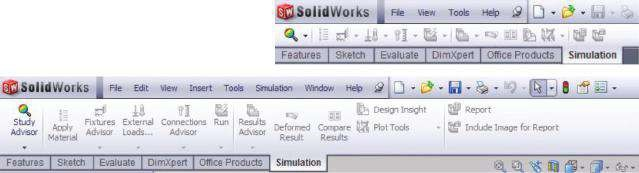 SolidWorks File View Tools Help
Features Sketch Evaluate DimXpert Office Products Simulation
SolidWorks File Edit View Insert Tools Simulation Window Help
Study Advisor
Apply Material
Fixtures Advisor
External Loads...
Connections Advisor
Run
Results Advisor
Deformed Result
Compare Results
Design Insight
Plot Tools
Report
Include Image for Report
Features Sketch Evaluate DimXpert Office Products Simulation